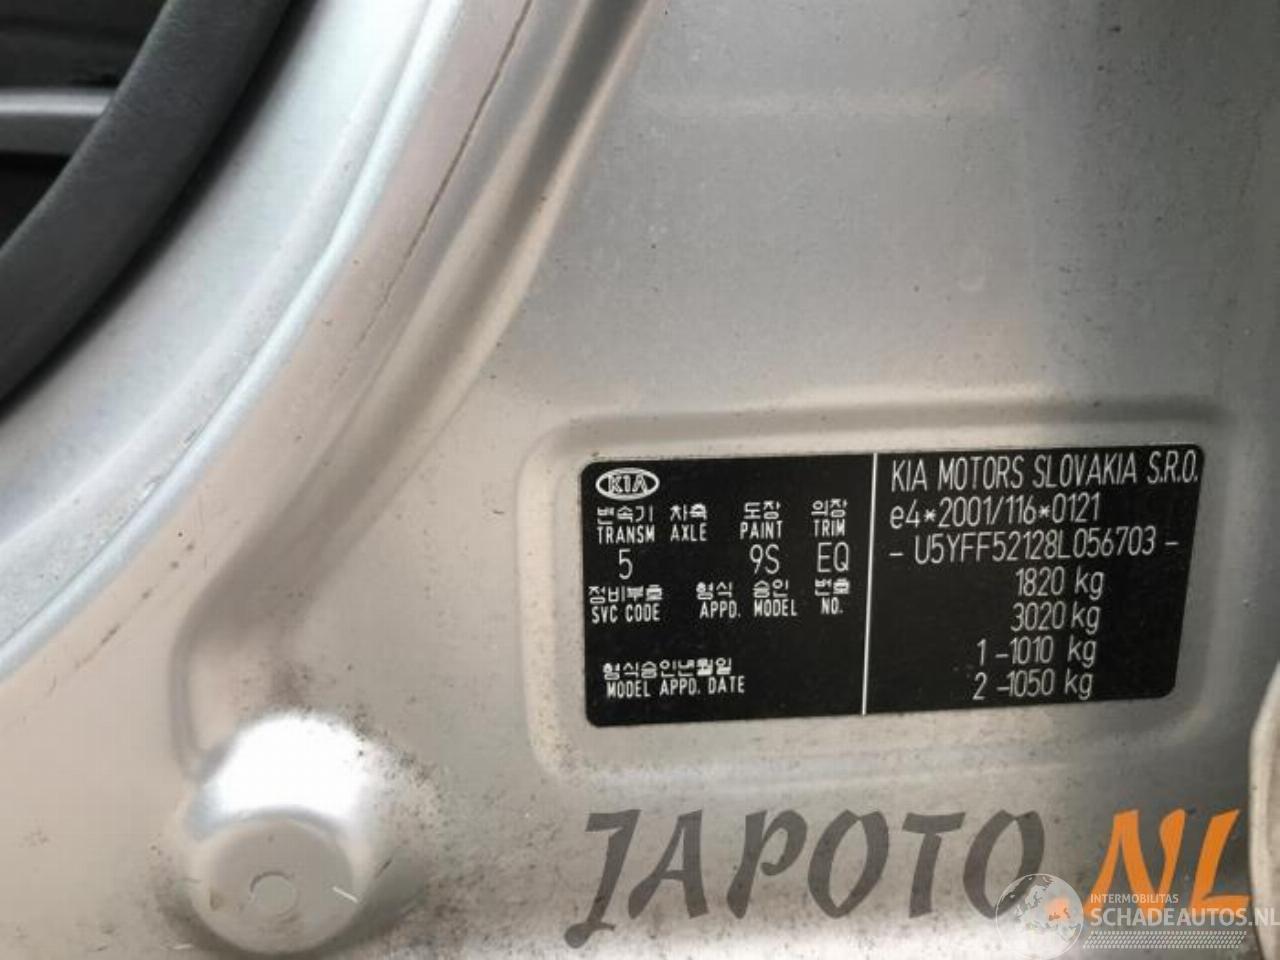 KIA
변속기 차축 도장 의장
TRANSM AXLE PAINT TRIM
5 9S EQ
정비부호 형식 승인 번호
SVC CODE APPD. MODEL NO.
형식승인년월일
MODEL APPD. DATE
KIA MOTORS SLOVAKIA S.R.O.
e4*2001/116*0121
- U5YFF52128L056703 -
1820 kg
3020 kg
1 -1010 kg
2 -1050 kg
JAPOTO.NL
INTERMOBILITAS
SCHADEAUTOS.NL